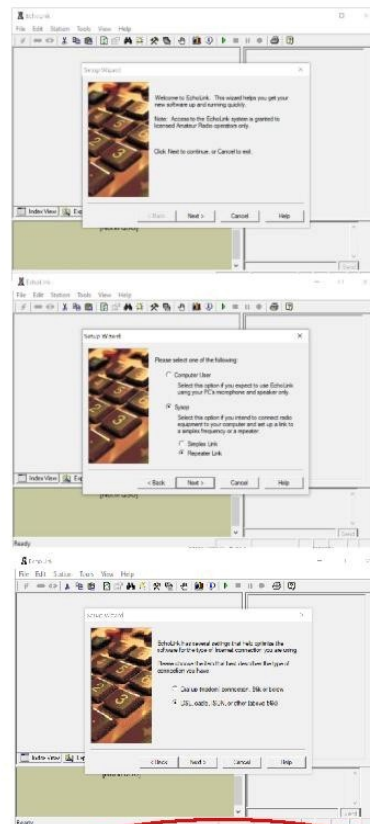 EchoLink
File Edit Station Tools View Help
Setup Wizard
Welcome to EchoLink. This wizard helps you get your
new software up and running quickly.
Note: Access to the EchoLink system is granted to
licensed Amateur Radio operators only.
Click Next to continue, or Cancel to exit.
< Back Next > Cancel Help
Index View
Send
EchoLink
File Edit Station Tools View Help
Setup Wizard
Please select one of the following:
Computer User
Select this option if you expect to use EchoLink
using your PC's microphone and speaker only.
Sysop
Select this option if you intend to connect radio
equipment to your computer and set up a link to
a simplex frequency or a repeater.
Simplex Link
Repeater Link
< Back Next > Cancel Help
Index View
Send
Ready
EchoLink
File Edit Station Tools View Help
Setup Wizard
EchoLink has several settings that help optimize the
software for the type of Internet connection you are using.
Please choose the item that best describes the type of
connection you have.
Dial-up (modem) connection, 56k or below
DSL, cable, ISDN, or other (above 56k)
< Back Next > Cancel Help
Index View
Send
Ready